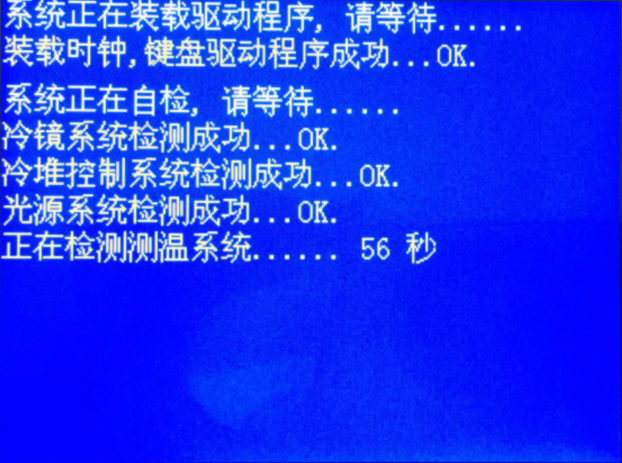 系统正在装载驱动程序, 请等待......
装载时钟,键盘驱动程序成功...OK.
系统正在自检, 请等待......
冷镜系统检测成功...OK.
冷堆控制系统检测成功...OK.
光源系统检测成功...OK.
正在检测测温系统...... 56 秒